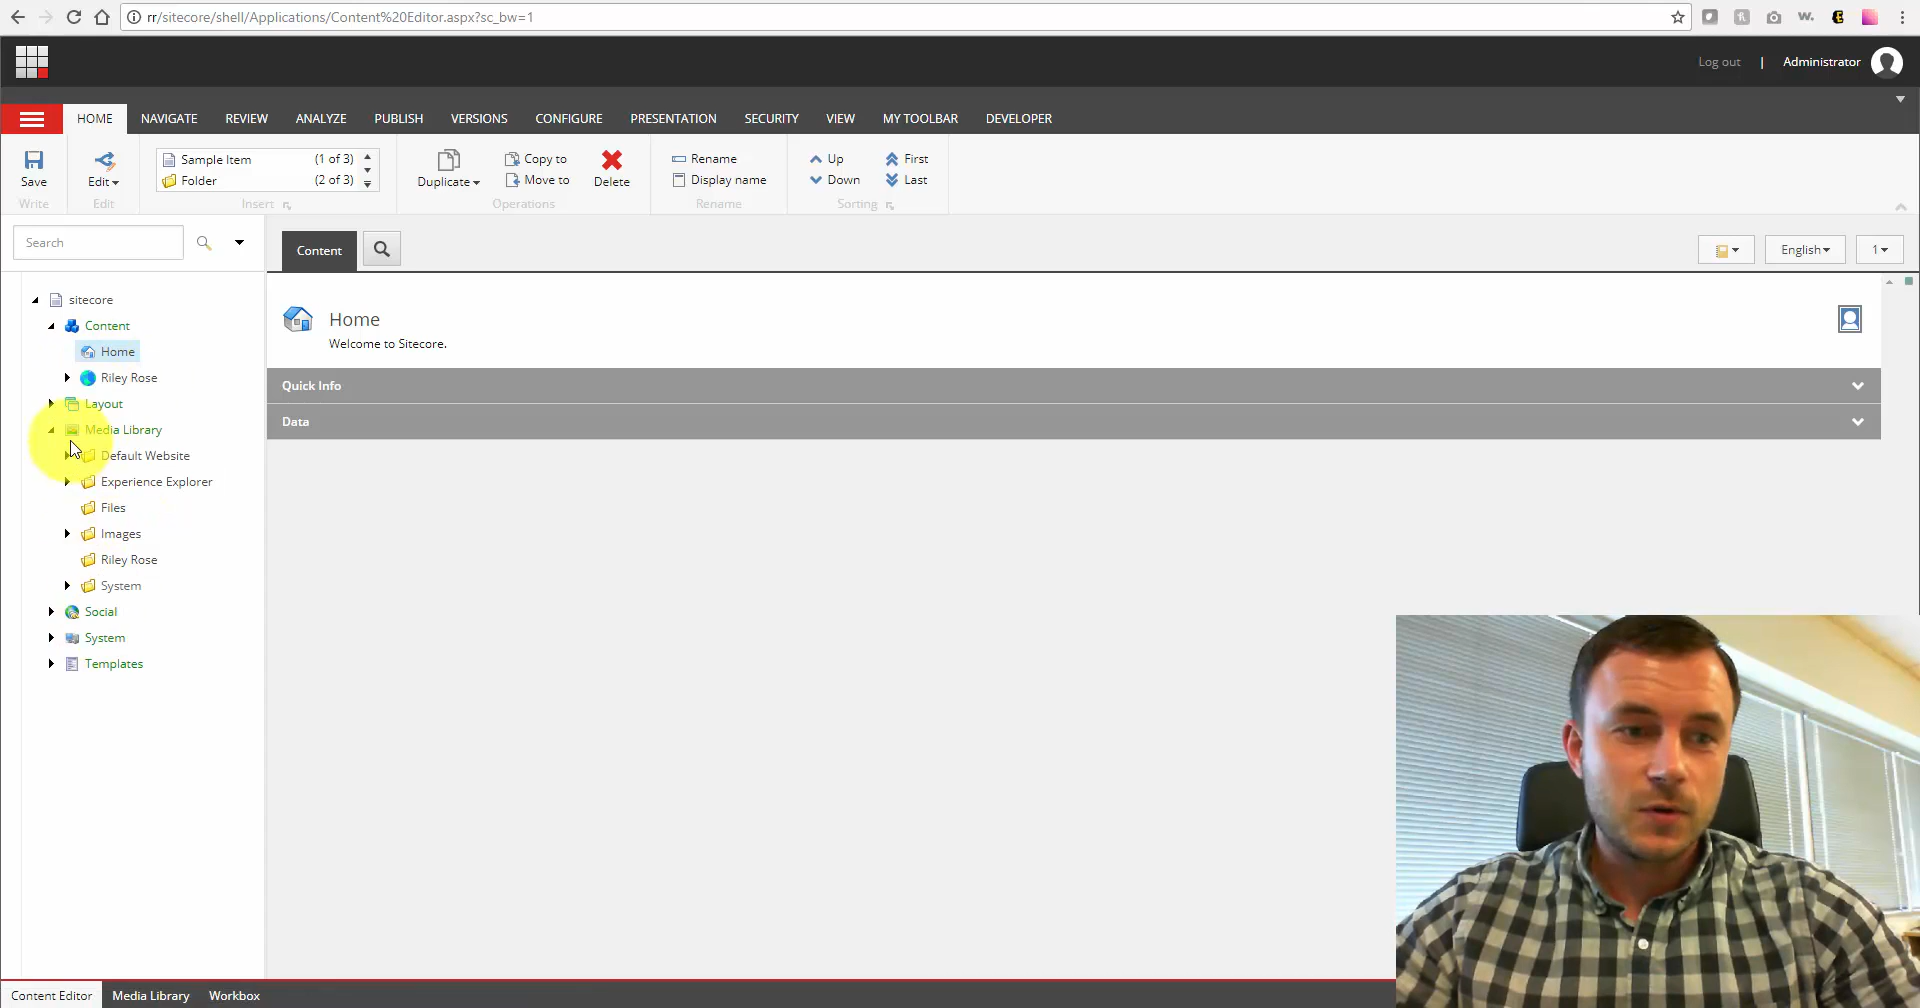 rr/sitecore/shell/Applications/Content%20Editor.aspx?sc_bw=1
Log out | Administrator
HOME NAVIGATE REVIEW ANALYZE PUBLISH VERSIONS CONFIGURE PRESENTATION SECURITY VIEW MY TOOLBAR DEVELOPER
Sample Item (1 of 3)
Folder (2 of 3)
Save
Edit
Duplicate
Copy to
Move to
Delete
Rename
Display name
Up
Down
First
Last
Write
Edit
Insert
Operations
Rename
Sorting
Search
Content
English
1
sitecore
Content
Home
Riley Rose
Layout
Media Library
Default Website
Experience Explorer
Files
Images
Riley Rose
System
Social
System
Templates
Home
Welcome to Sitecore.
Quick Info
Data
Content Editor Media Library Workbox